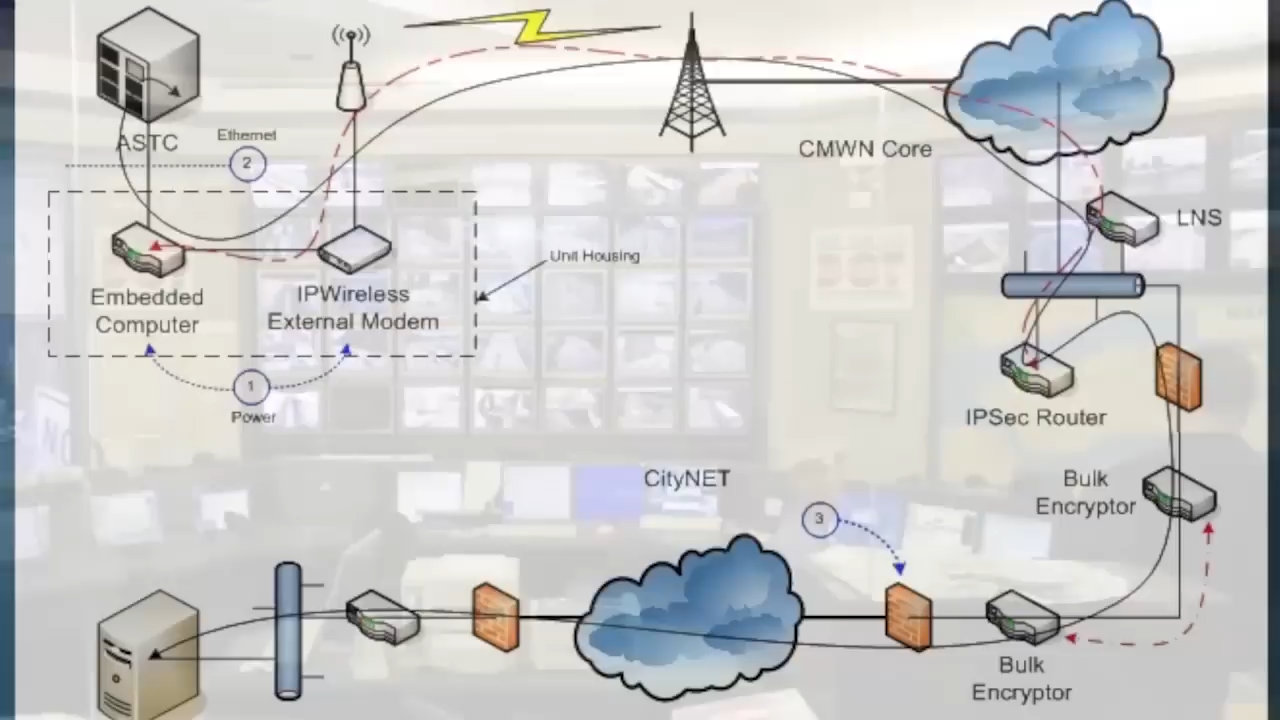 ASTC
Ethernet
2
CMWN Core
LNS
Unit Housing
Embedded
Computer
IPWireless
External Modem
1
Power
IPSec Router
CityNET
Bulk
Encryptor
3
Bulk
Encryptor